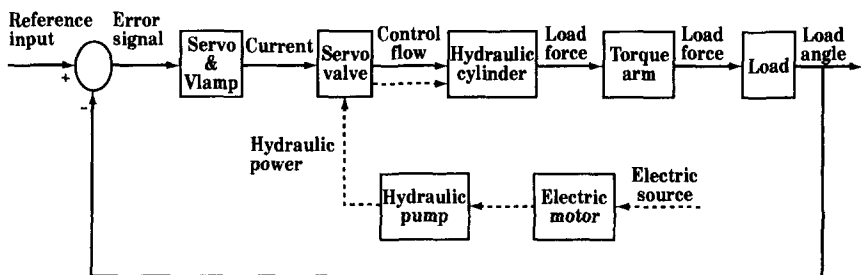 Reference
input
Error
signal
+
-
Servo
&
Vlamp
Current
Servo
valve
Control
flow
Hydraulic
cylinder
Load
force
Torque
arm
Load
force
Load
Load
angle
Hydraulic
power
Hydraulic
pump
Electric
motor
Electric
source